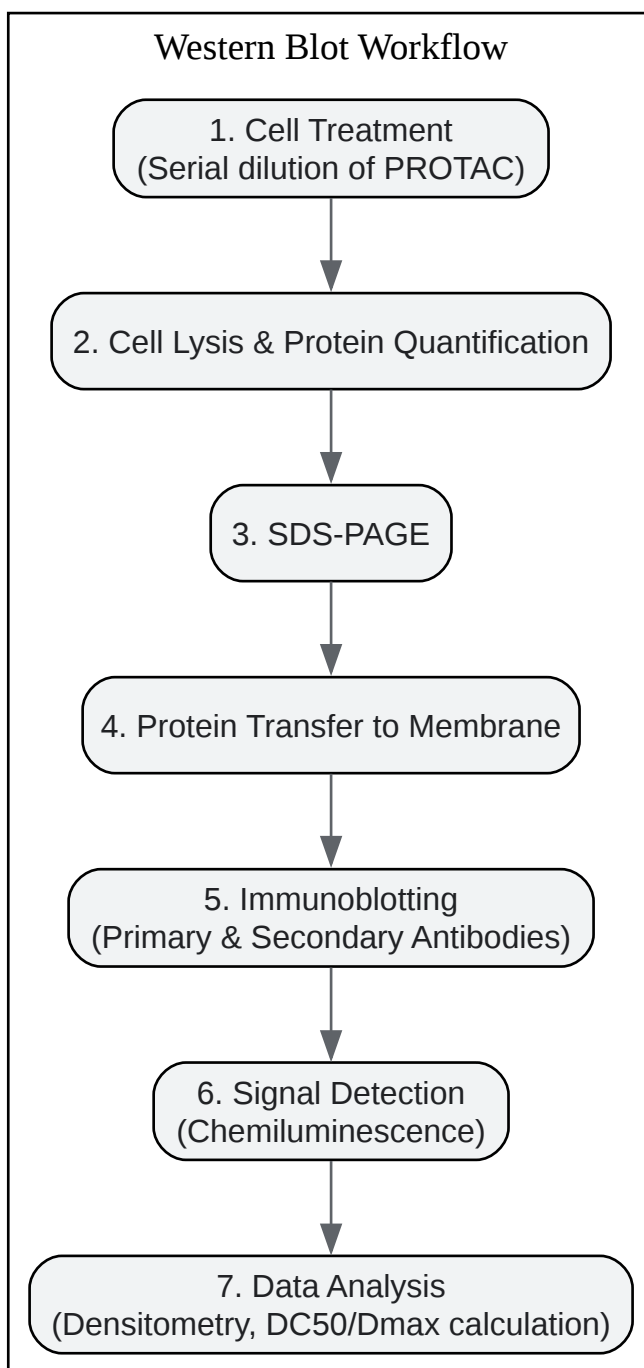 Western Blot Workflow
1. Cell Treatment
(Serial dilution of PROTAC)
2. Cell Lysis & Protein Quantification
3. SDS-PAGE
4. Protein Transfer to Membrane
5. Immunoblotting
(Primary & Secondary Antibodies)
6. Signal Detection
(Chemiluminescence)
7. Data Analysis
(Densitometry, DC50/Dmax calculation)